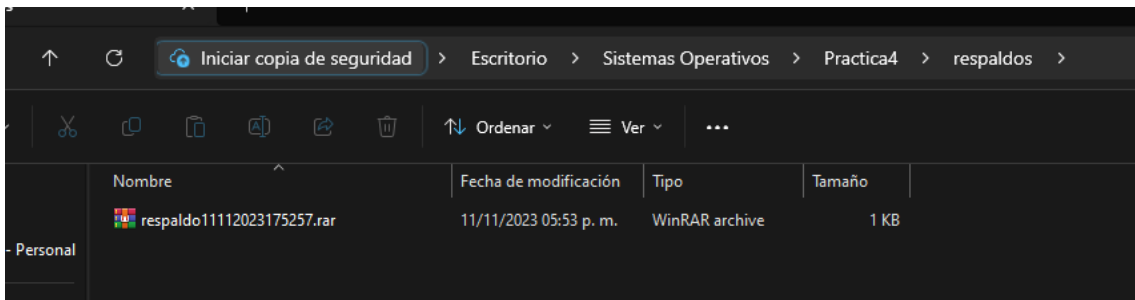 Iniciar copia de seguridad > Escritorio > Sistemas Operativos > Practica4 > respaldos >
Ordenar Ver ...
Nombre Fecha de modificación Tipo Tamaño
respaldo11112023175257.rar 11/11/2023 05:53 p. m. WinRAR archive 1 KB
- Personal